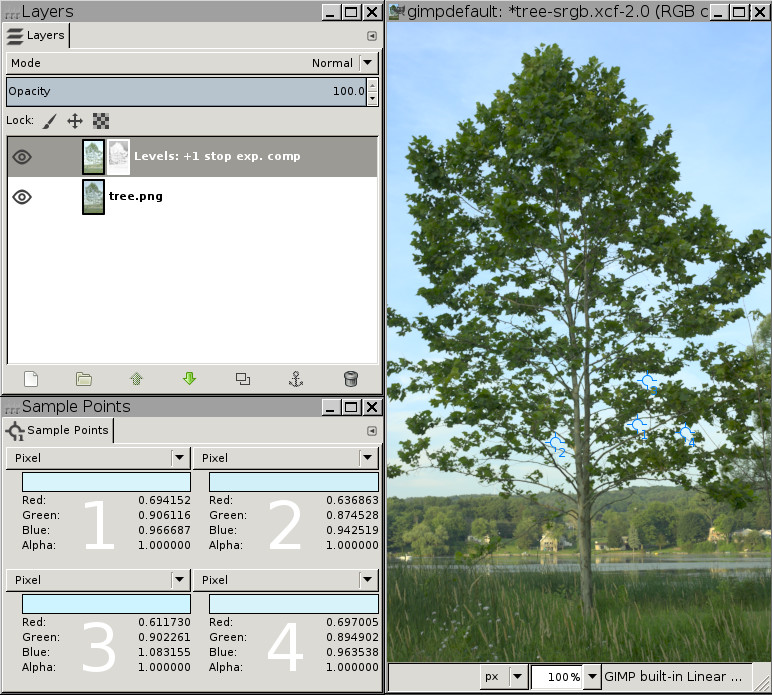 Layers
Layers
Mode Normal
Opacity 100.0
Lock:
Levels: +1 stop exp. comp
tree.png
Sample Points
Sample Points
Pixel Pixel
Red: 0.694152
Green: 0.906116
Blue: 0.966687
Alpha: 1.000000
1
Red: 0.636863
Green: 0.874528
Blue: 0.942519
Alpha: 1.000000
2
Pixel Pixel
Red: 0.611730
Green: 0.902261
Blue: 1.083155
Alpha: 1.000000
3
Red: 0.697005
Green: 0.894902
Blue: 0.963538
Alpha: 1.000000
4
gimpdefault: *tree-srgb.xcf-2.0 (RGB c
3
1
4
2
px 100% GIMP built-in Linear ...